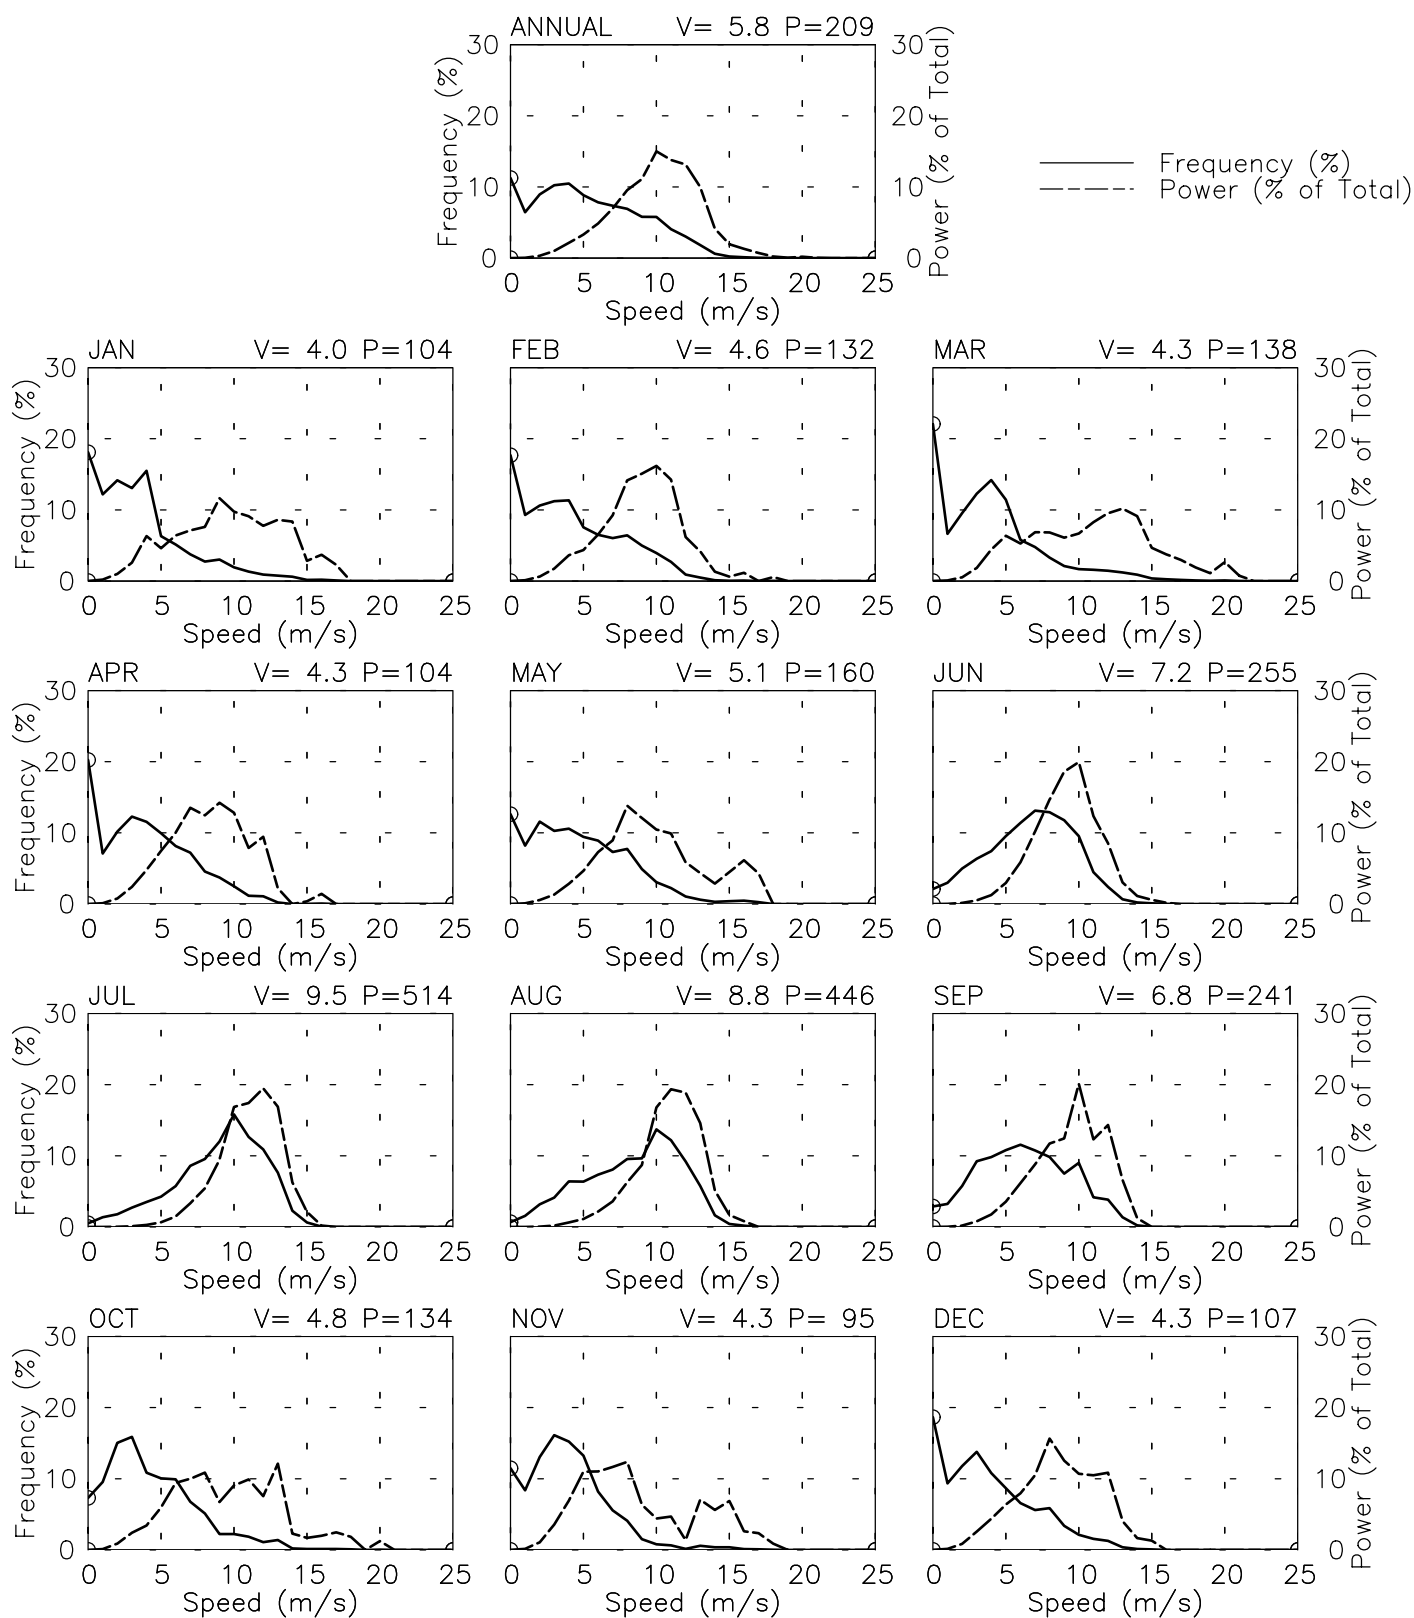 ANNUAL V= 5.8 P=209
Frequency (%)
30
20
10
0
30
20
10
0
Power (% of Total)
0 5 10 15 20 25
Speed (m/s)
Frequency (%)
Power (% of Total)
JAN V= 4.0 P=104
Frequency (%)
30
20
10
0
0 5 10 15 20 25
Speed (m/s)
FEB V= 4.6 P=132
0 5 10 15 20 25
Speed (m/s)
MAR V= 4.3 P=138
30
20
10
0
Power (% of Total)
0 5 10 15 20 25
Speed (m/s)
APR V= 4.3 P=104
Frequency (%)
30
20
10
0
0 5 10 15 20 25
Speed (m/s)
MAY V= 5.1 P=160
0 5 10 15 20 25
Speed (m/s)
JUN V= 7.2 P=255
30
20
10
0
Power (% of Total)
0 5 10 15 20 25
Speed (m/s)
JUL V= 9.5 P=514
Frequency (%)
30
20
10
0
0 5 10 15 20 25
Speed (m/s)
AUG V= 8.8 P=446
0 5 10 15 20 25
Speed (m/s)
SEP V= 6.8 P=241
30
20
10
0
Power (% of Total)
0 5 10 15 20 25
Speed (m/s)
OCT V= 4.8 P=134
Frequency (%)
30
20
10
0
0 5 10 15 20 25
Speed (m/s)
NOV V= 4.3 P= 95
0 5 10 15 20 25
Speed (m/s)
DEC V= 4.3 P=107
30
20
10
0
Power (% of Total)
0 5 10 15 20 25
Speed (m/s)